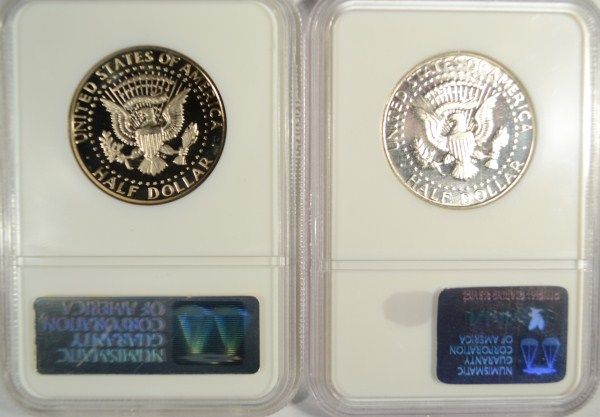 UNITED STATES OF AMERICA
HALF DOLLAR
UNITED STATES OF AMERICA
HALF DOLLAR
NUMISMATIC
GUARANTY
CORPORATION
OF AMERICA
NUMISMATIC
GUARANTY
CORPORATION
OF AMERICA